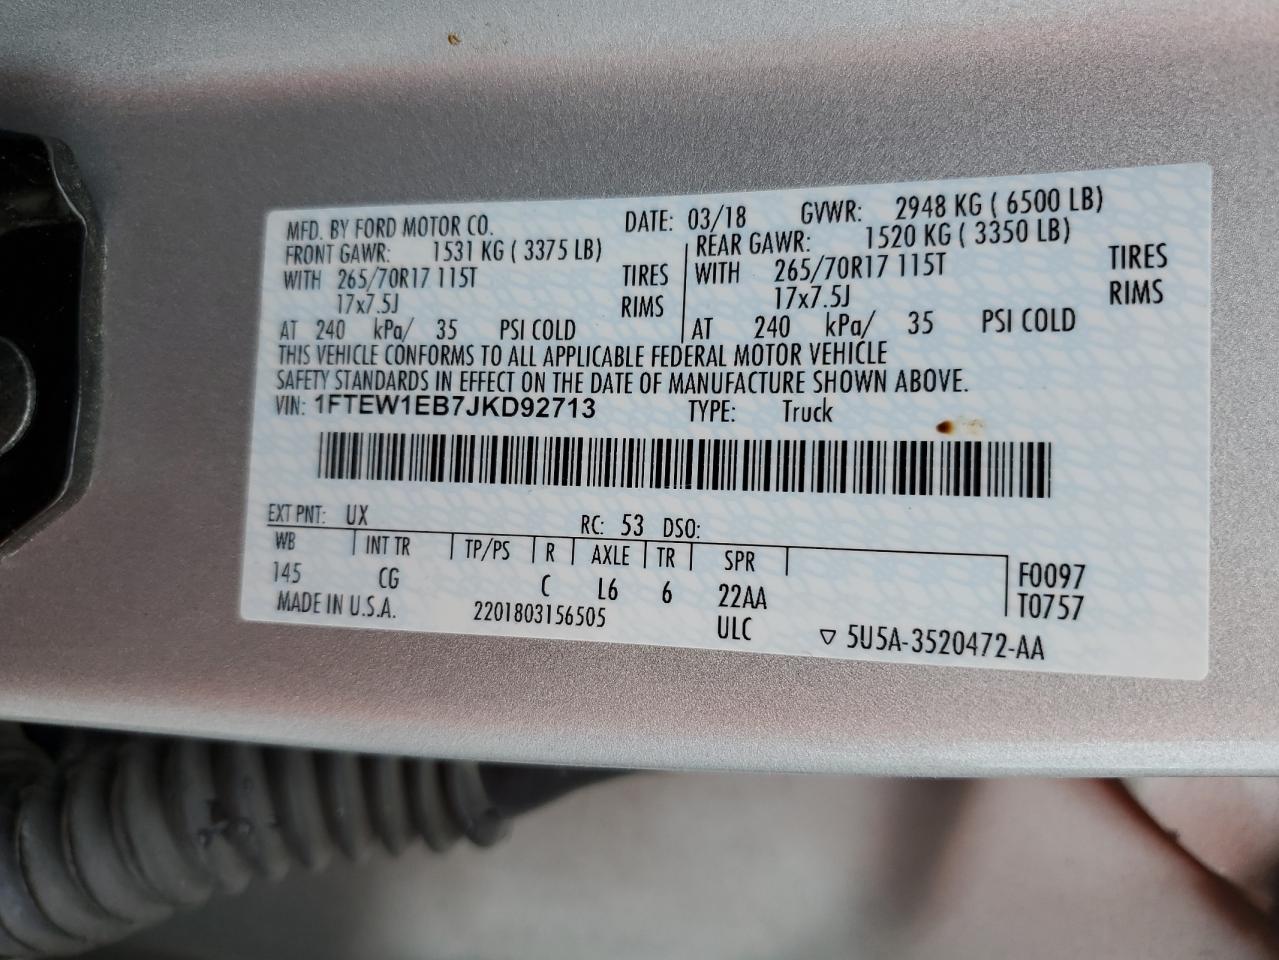 MFD. BY FORD MOTOR CO. DATE: 03/18 GVWR: 2948 KG ( 6500 LB)
FRONT GAWR: 1531 KG ( 3375 LB) REAR GAWR: 1520 KG ( 3350 LB)
WITH 265/70R17 115T TIRES WITH 265/70R17 115T TIRES
17x7.5J RIMS 17x7.5J RIMS
AT 240 kPa/ 35 PSI COLD AT 240 kPa/ 35 PSI COLD
THIS VEHICLE CONFORMS TO ALL APPLICABLE FEDERAL MOTOR VEHICLE
SAFETY STANDARDS IN EFFECT ON THE DATE OF MANUFACTURE SHOWN ABOVE.
VIN: 1FTEW1EB7JKD92713 TYPE: Truck
EXT PNT: UX RC: 53 DSO:
WB INT TR TP/PS R AXLE TR SPR F0097
145 CG C L6 6 22AA T0757
MADE IN U.S.A. 2201803156505 ULC ▽ 5U5A-3520472-AA